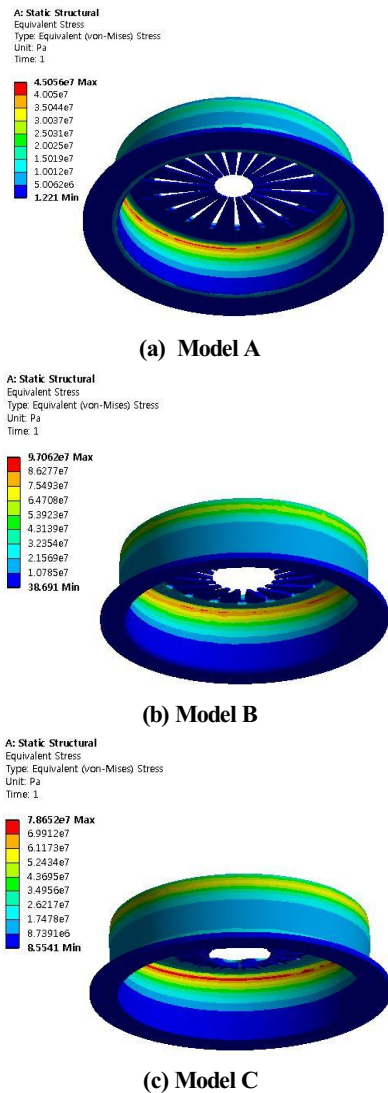 A: Static Structural
Equivalent Stress
Type: Equivalent (von-Mises) Stress
Unit: Pa
Time: 1
4.5056e7 Max
4.005e7
3.5044e7
3.0037e7
2.5031e7
2.0025e7
1.5019e7
1.0012e7
5.0062e6
1.221 Min
(a) Model A
A: Static Structural
Equivalent Stress
Type: Equivalent (von-Mises) Stress
Unit: Pa
Time: 1
9.7062e7 Max
8.6277e7
7.5493e7
6.4708e7
5.3923e7
4.3139e7
3.2354e7
2.1569e7
1.0785e7
38.691 Min
(b) Model B
A: Static Structural
Equivalent Stress
Type: Equivalent (von-Mises) Stress
Unit: Pa
Time: 1
7.8652e7 Max
6.9912e7
6.1173e7
5.2434e7
4.3695e7
3.4956e7
2.6217e7
1.7478e7
8.7391e6
8.5541 Min
(c) Model C